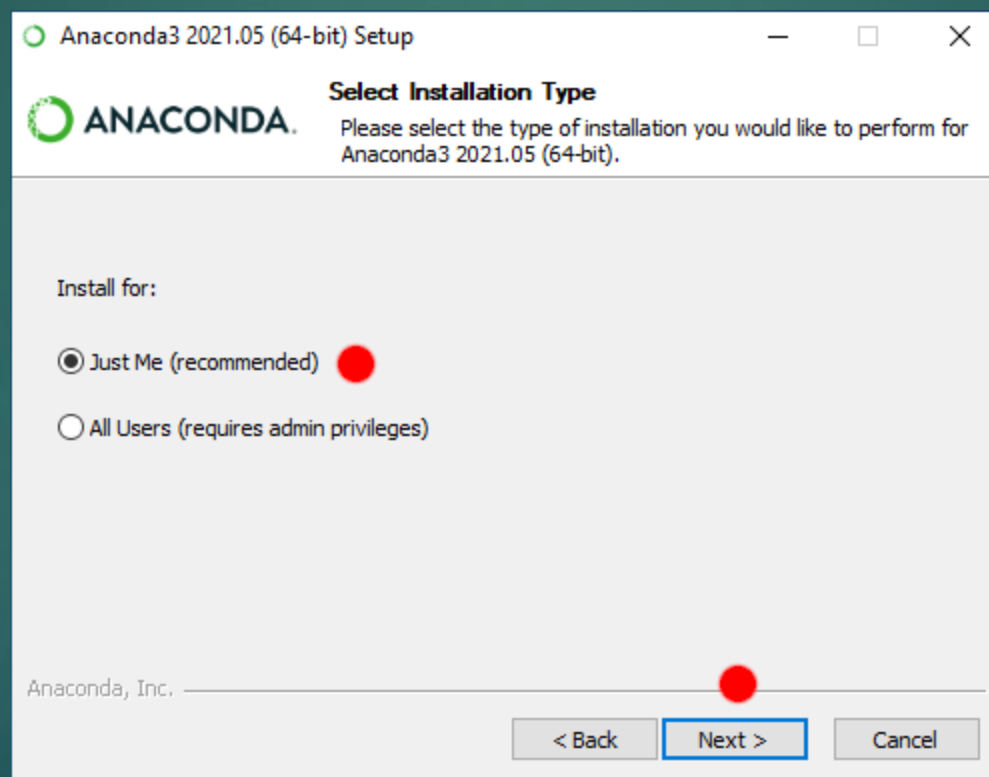 Anaconda3 2021.05 (64-bit) Setup
ANACONDA.
Select Installation Type
Please select the type of installation you would like to perform for
Anaconda3 2021.05 (64-bit).
Install for:
Just Me (recommended)
All Users (requires admin privileges)
Anaconda, Inc.
< Back
Next >
Cancel